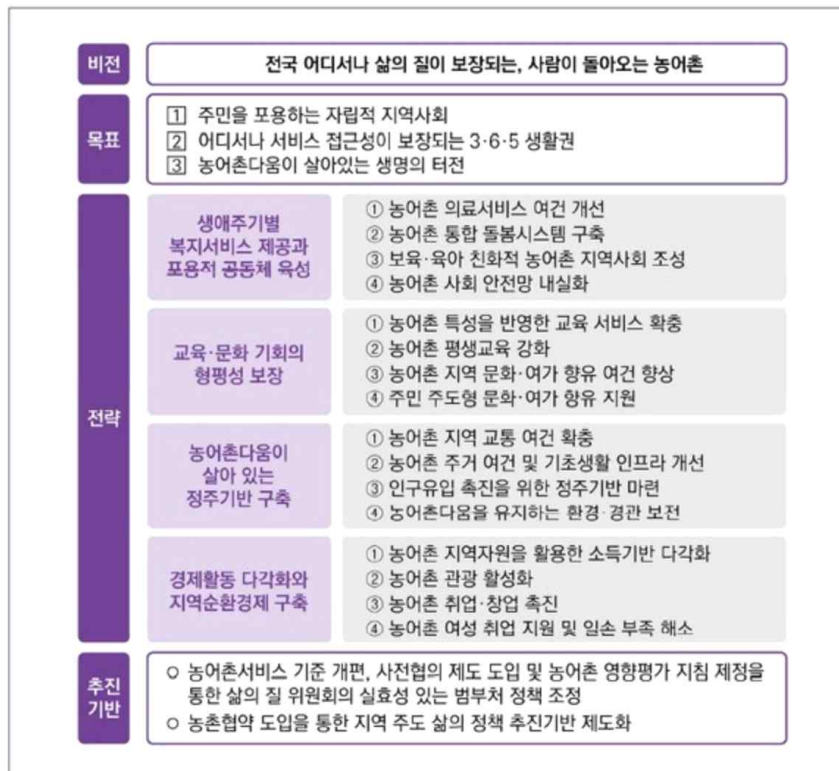 비전
전국 어디서나 삶의 질이 보장되는, 사람이 돌아오는 농어촌
목표
1 주민을 포용하는 자립적 지역사회
2 어디서나 서비스 접근성이 보장되는 3·6·5 생활권
3 농어촌다움이 살아있는 생명의 터전
전략
생애주기별
복지서비스 제공과
포용적 공동체 육성
① 농어촌 의료서비스 여건 개선
② 농어촌 통합 돌봄시스템 구축
③ 보육·육아 친화적 농어촌 지역사회 조성
④ 농어촌 사회 안전망 내실화
교육·문화 기회의
형평성 보장
① 농어촌 특성을 반영한 교육 서비스 확충
② 농어촌 평생교육 강화
③ 농어촌 지역 문화·여가 향유 여건 향상
④ 주민 주도형 문화·여가 향유 지원
농어촌다움이
살아 있는
정주기반 구축
① 농어촌 지역 교통 여건 확충
② 농어촌 주거 여건 및 기초생활 인프라 개선
③ 인구유입 촉진을 위한 정주기반 마련
④ 농어촌다움을 유지하는 환경·경관 보전
경제활동 다각화와
지역순환경제 구축
① 농어촌 지역자원을 활용한 소득기반 다각화
② 농어촌 관광 활성화
③ 농어촌 취업·창업 촉진
④ 농어촌 여성 취업 지원 및 일손 부족 해소
추진
기반
○ 농어촌서비스 기준 개편, 사전협의 제도 도입 및 농어촌 영향평가 지침 제정을
통한 삶의 질 위원회의 실효성 있는 범부처 정책 조정
○ 농촌협약 도입을 통한 지역 주도 삶의 정책 추진기반 제도화